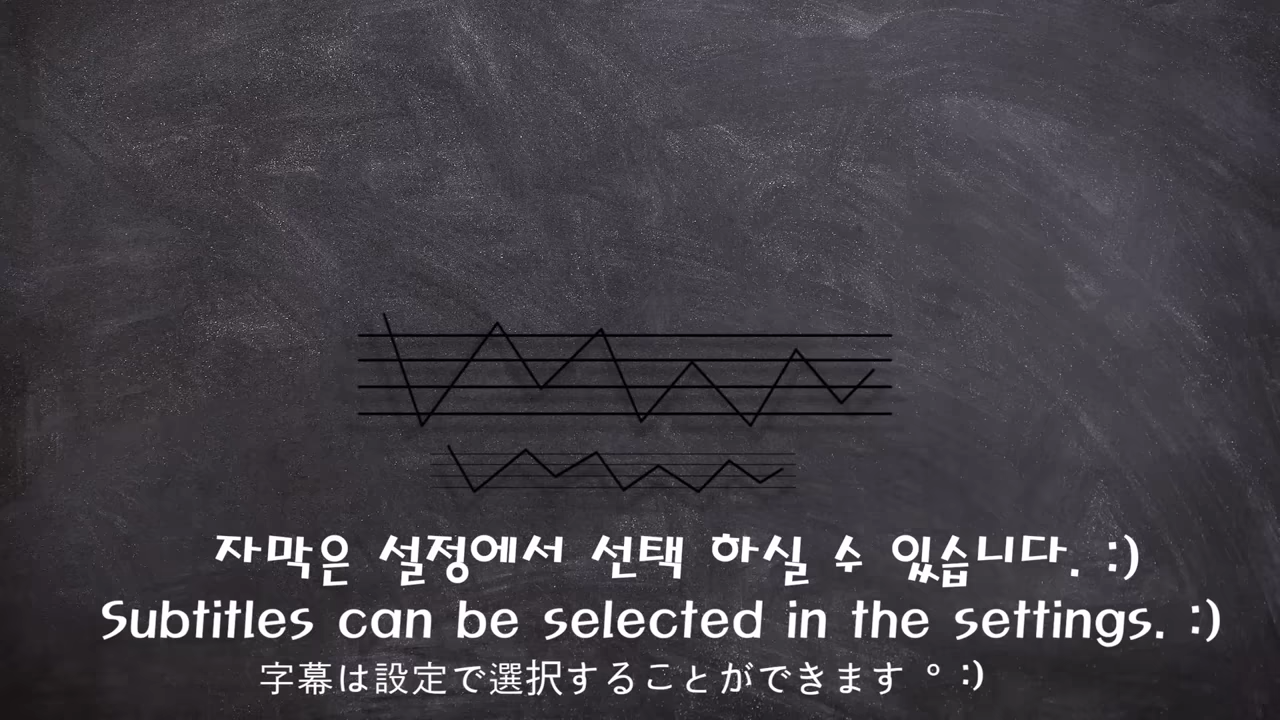 자막은 설정에서 선택 하실 수 있습니다. :)
Subtitles can be selected in the settings. :)
字幕は設定で選択することができます ° :)